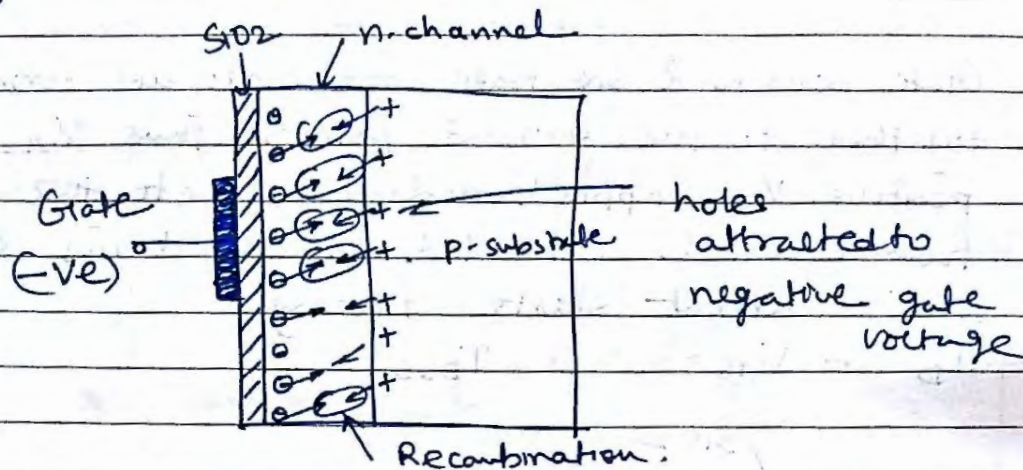 SiO2
n-channel
Gate
(-ve)
p-substrate
holes
attracted to
negative gate
voltage
Recombination.